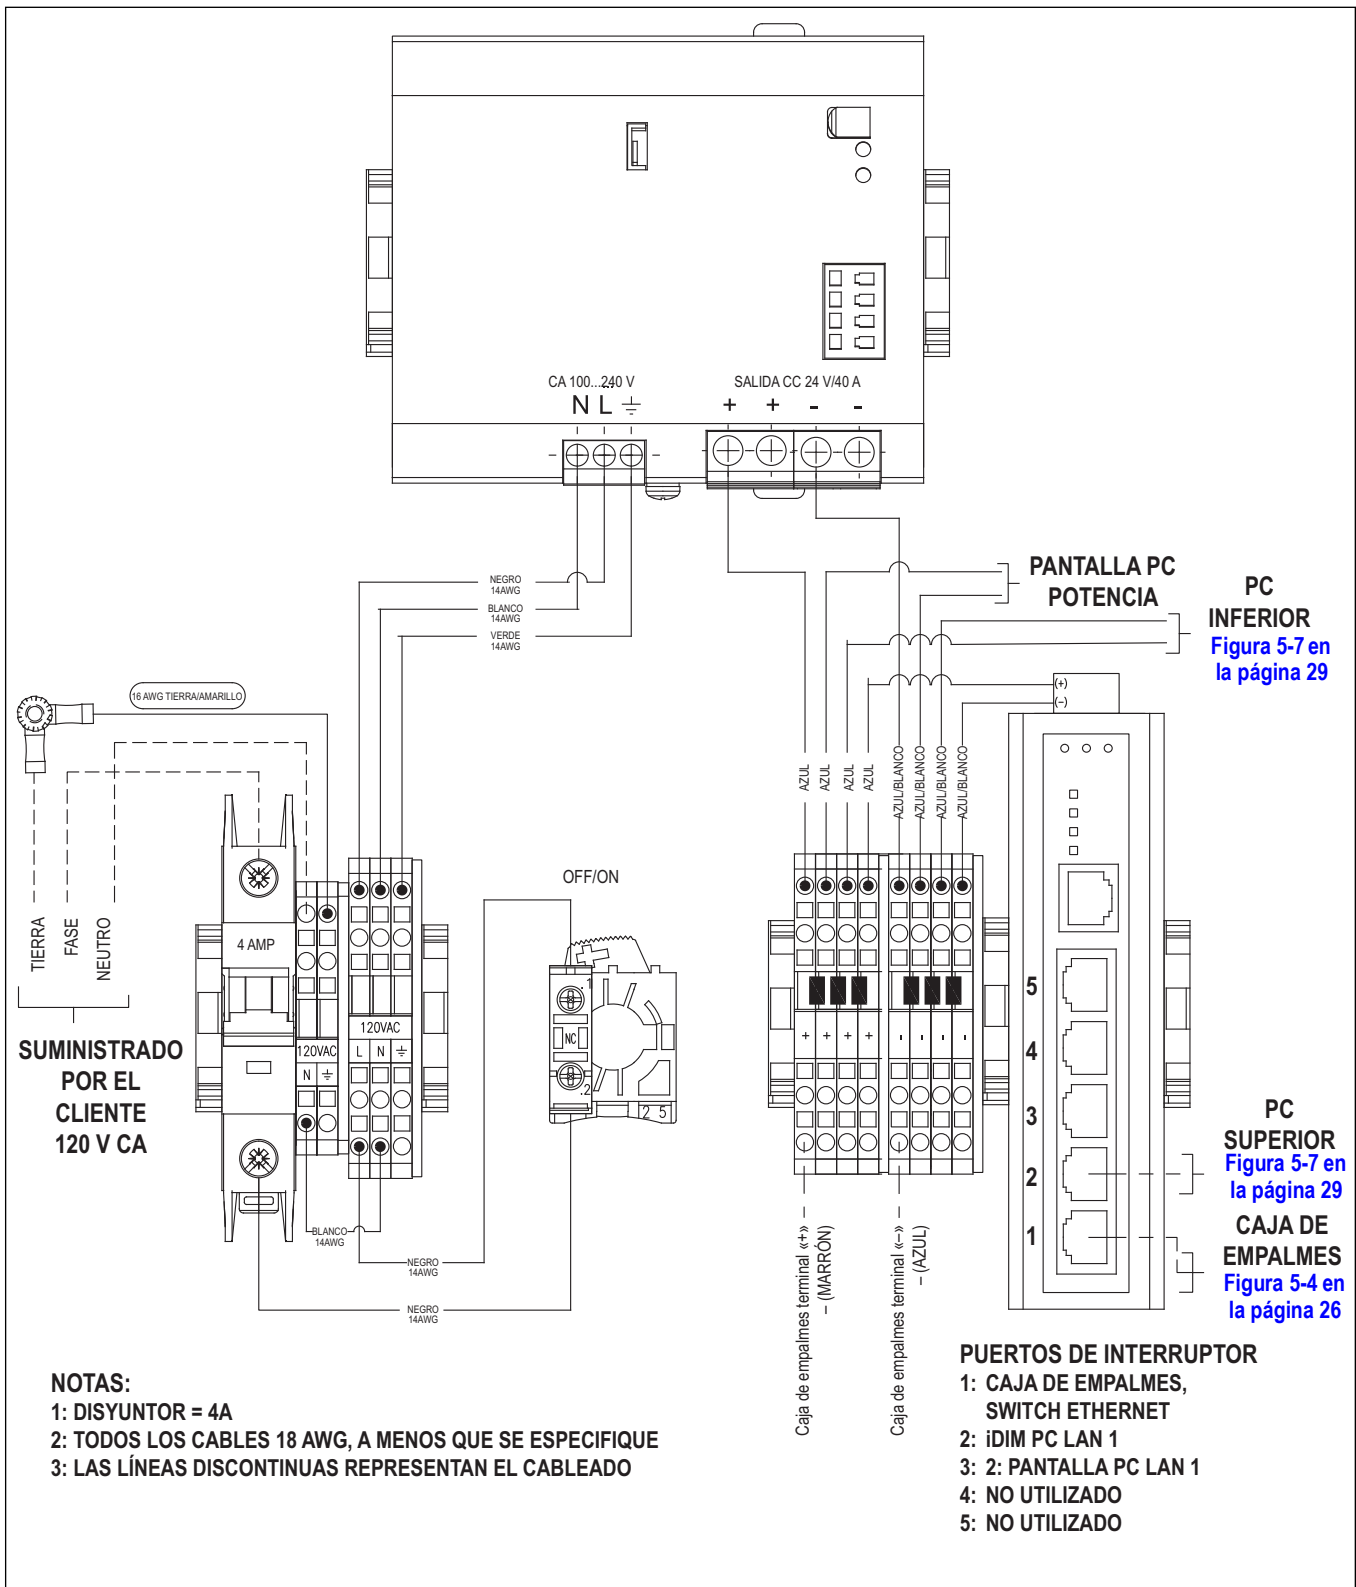 CA 100...240 V
N L
SALIDA CC 24 V/40 A
+ + - -
NEGRO
14AWG
BLANCO
14AWG
VERDE
14AWG
PANTALLA PC
POTENCIA
PC
INFERIOR
Figura 5-7 en
la página 29
16 AWG TIERRA/AMARILLO
(+)
(−)
AZUL
AZUL
AZUL
AZUL
AZUL/BLANCO
AZUL/BLANCO
AZUL/BLANCO
AZUL/BLANCO
OFF/ON
TIERRA
FASE
NEUTRO
4 AMP
SUMINISTRADO
POR EL
CLIENTE
120 V CA
120VAC
N
120VAC
L N
.1
NC
.2
2 5
+ + + +
- - - -
5
4
3
2
1
PC
SUPERIOR
Figura 5-7 en
la página 29
CAJA DE
EMPALMES
Figura 5-4 en
la página 26
BLANCO
14AWG
NEGRO
14AWG
NEGRO
14AWG
Caja de empalmes terminal «+» –
– (MARRÓN)
Caja de empalmes terminal «–» –
– (AZUL)
NOTAS:
1: DISYUNTOR = 4A
2: TODOS LOS CABLES 18 AWG, A MENOS QUE SE ESPECIFIQUE
3: LAS LÍNEAS DISCONTINUAS REPRESENTAN EL CABLEADO
PUERTOS DE INTERRUPTOR
1: CAJA DE EMPALMES,
SWITCH ETHERNET
2: iDIM PC LAN 1
3: 2: PANTALLA PC LAN 1
4: NO UTILIZADO
5: NO UTILIZADO